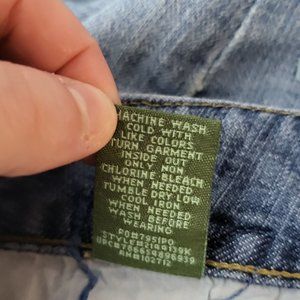 MACHINE WASH
COLD WITH
LIKE COLORS
TURN GARMENT
INSIDE OUT
ONLY NON
CHLORINE BLEACH
WHEN NEEDED
TUMBLE DRY LOW
COOL IRON
WHEN NEEDED
WASH BEFORE
WEARING
STYLE#